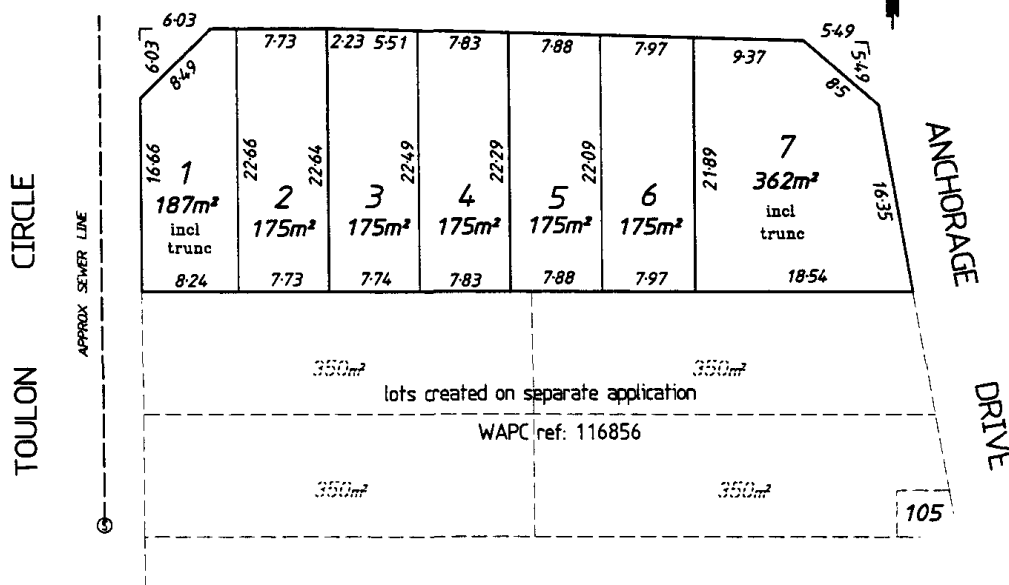 6·03
7·73
2·23
5·51
7·83
7·88
7·97
9·37
5·49
6·03
8·49
5·49
8·5
16·66
22·66
22·64
22·49
22·29
22·09
21·89
16·35
1
187m²
incl
trunc
2
175m²
3
175m²
4
175m²
5
175m²
6
175m²
7
362m²
incl
trunc
8·24
7·73
7·74
7·83
7·88
7·97
18·54
350m²
350m²
lots created on separate application
WAPC ref: 116856
350m²
350m²
105
TOULON CIRCLE
APPROX SEWER LINE
S
ANCHORAGE DRIVE